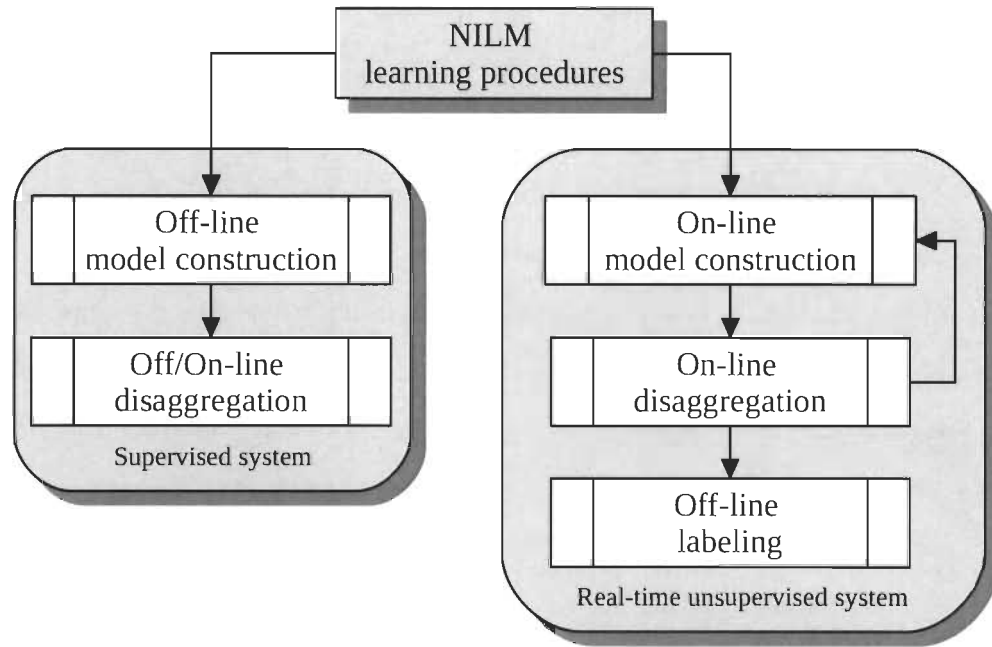 NILM
learning procedures
Off-line
model construction
Off/On-line
disaggregation
Supervised system
On-line
model construction
On-line
disaggregation
Off-line
labeling
Real-time unsupervised system